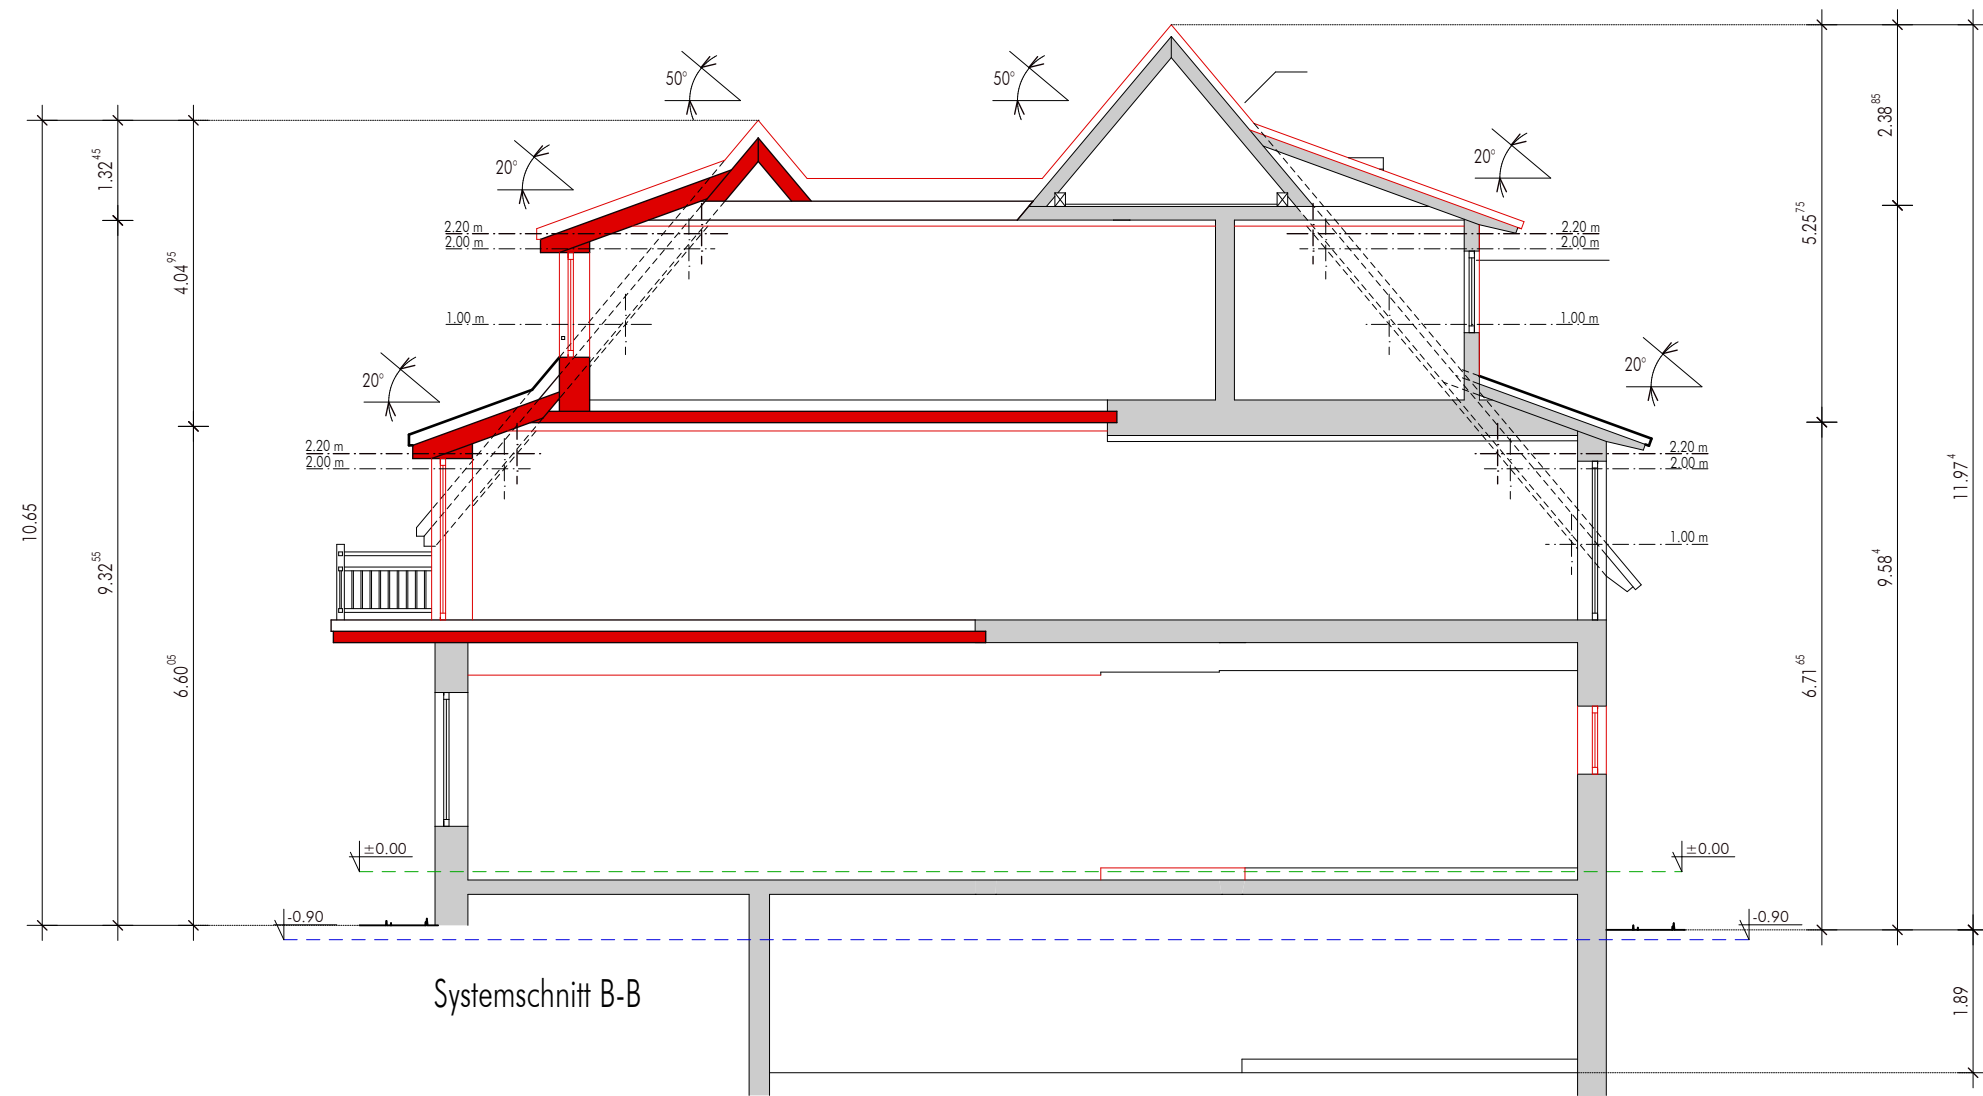 50°
50°
2.38⁸⁵
1.32⁴⁵
20°
20°
5.25⁷⁵
2.20 m
2.20 m
2.00 m
2.00 m
4.04⁹⁵
1.00 m
1.00 m
20°
20°
2.20 m
2.20 m
2.00 m
2.00 m
11.97⁴
10.65
1.00 m
9.32⁵⁵
9.58⁴
6.60⁰⁵
6.71⁶⁵
±0.00
±0.00
-0.90
-0.90
Systemschnitt B-B
1.89